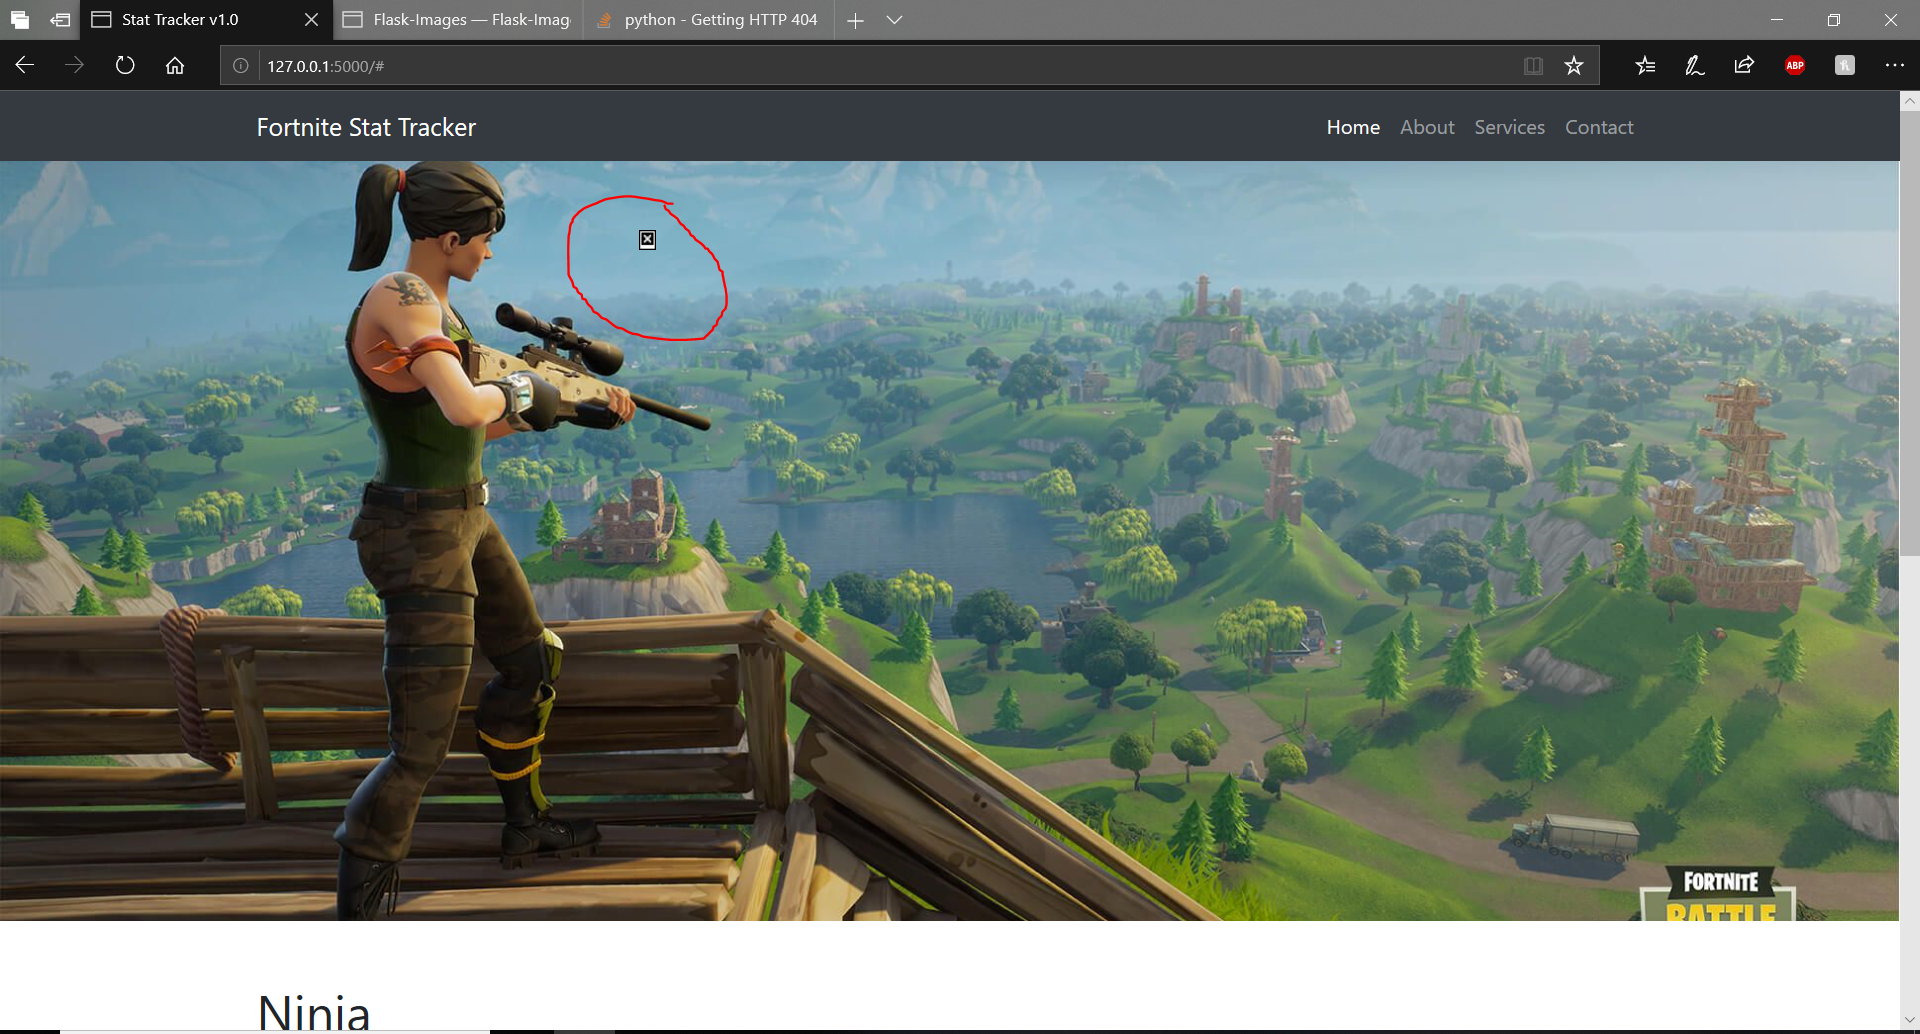 Stat Tracker v1.0
Flask-Images — Flask-Imag
python - Getting HTTP 404
127.0.0.1:5000/#
ABP
Fortnite Stat Tracker
Home About Services Contact
FORTNITE
BATTLE
Ninja